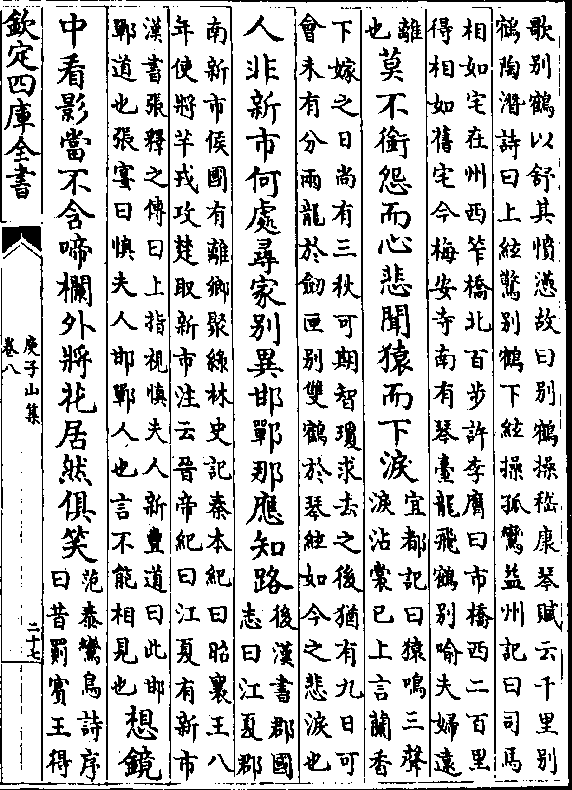 歌别鶴以舒其憤懣故曰别鶴操嵇康琴賦云千里别
鶴陶潛詩曰上絃驚别鶴下絃操孤鸞益州記曰司馬
相如宅在州西笮橋北百步許李膺曰市橋西二百里
得相如舊宅今梅安寺南有琴臺龍飛鶴别喻夫婦遠
離
也
莫不銜怨而心悲聞猿而下淚
宜都記曰猿鳴三聲
淚沾裳已上言蘭香
下嫁之日尚有三秋可期智瓊求去之後猶有九日可
會未有分兩龍於劒匣别雙鶴於琴絃如今之悲淚也
人非新市何處尋家别異邯鄲那應知路
後漢書郡國
志曰江夏郡
南新市侯國有離鄉聚綠林史記秦本紀曰昭襄王八
年使將羋戎攻楚取新市注云晉帝紀曰江夏有新市
漢書張釋之傳曰上指視慎夫人新豐道曰此邯
鄲道也張宴曰慎夫人邯鄲人也言不能相見也
想鏡
中看影當不含啼欄外將花居然俱笑
范泰鸞鳥詩序
曰昔罽賓王得
欽定四庫全書
庾子山集
卷八
二十七